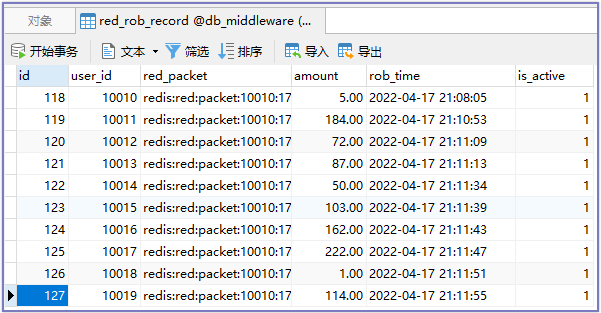 对象 red_rob_record @db_middleware (...
开始事务 文本 筛选 排序 导入 导出
id user_id red_packet amount rob_time is_active
118 10010 redis:red:packet:10010:17 5.00 2022-04-17 21:08:05 1
119 10011 redis:red:packet:10010:17 184.00 2022-04-17 21:10:53 1
120 10012 redis:red:packet:10010:17 72.00 2022-04-17 21:11:09 1
121 10013 redis:red:packet:10010:17 87.00 2022-04-17 21:11:13 1
122 10014 redis:red:packet:10010:17 50.00 2022-04-17 21:11:34 1
123 10015 redis:red:packet:10010:17 103.00 2022-04-17 21:11:39 1
124 10016 redis:red:packet:10010:17 162.00 2022-04-17 21:11:43 1
125 10017 redis:red:packet:10010:17 222.00 2022-04-17 21:11:47 1
126 10018 redis:red:packet:10010:17 1.00 2022-04-17 21:11:51 1
127 10019 redis:red:packet:10010:17 114.00 2022-04-17 21:11:55 1